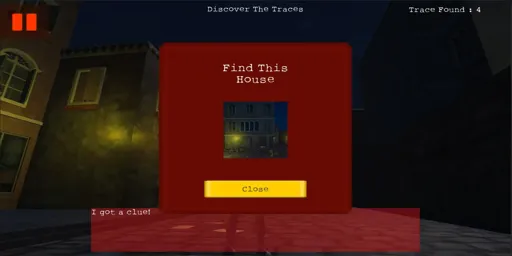 Discover The Traces
Trace Found : 4
Find This
House
Close
I got a clue!